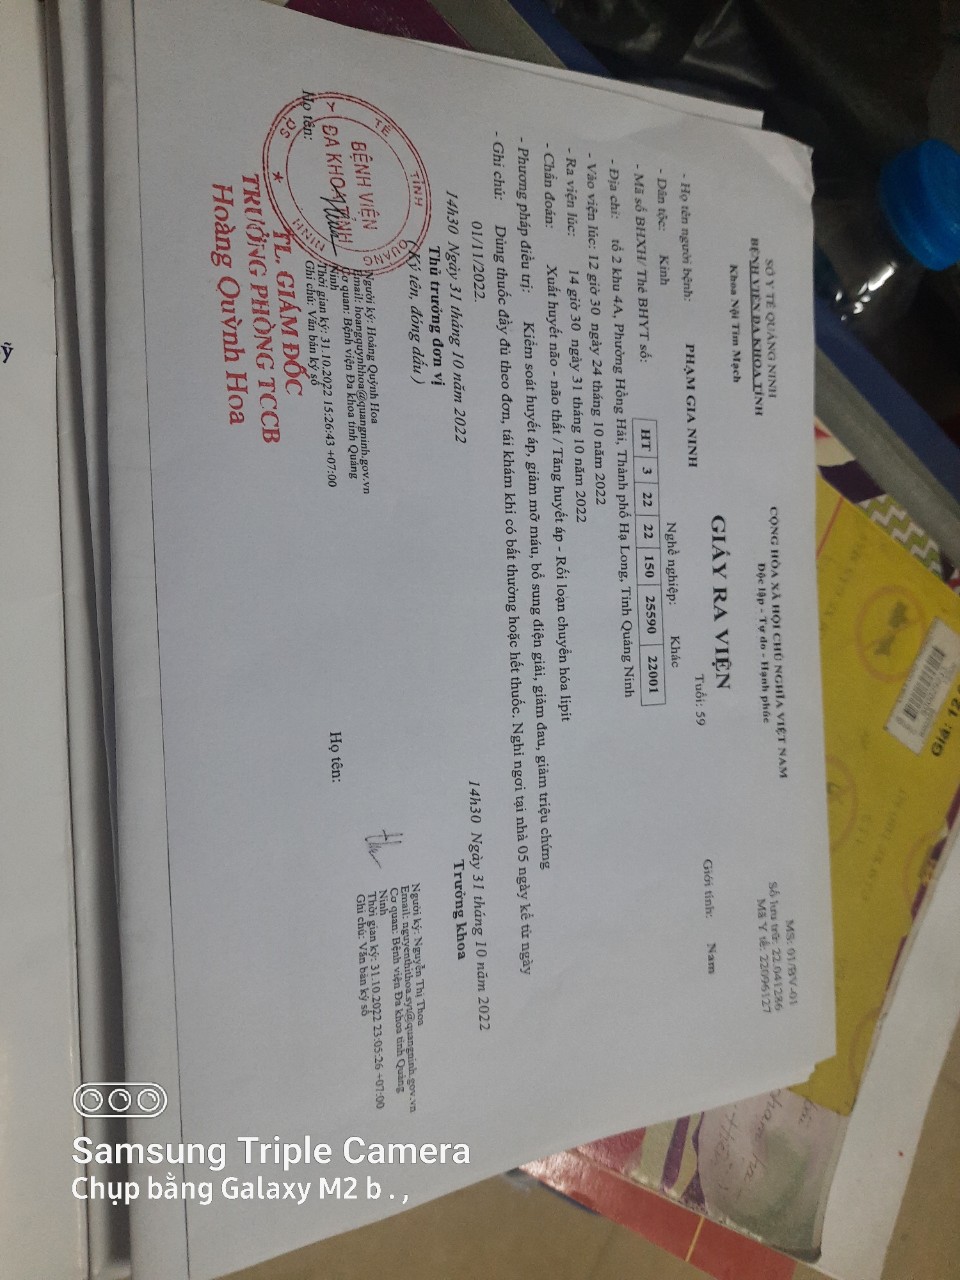 SỞ Y TẾ QUẢNG NINH
BỆNH VIỆN ĐA KHOA TỈNH
Khoa Nội Tim Mạch
CỘNG HÒA XÃ HỘI CHỦ NGHĨA VIỆT NAM
Độc lập - Tự do - Hạnh phúc
MS: 01/BV-01
Số lưu trữ: 22.041286
Mã Y tế: 22096127
GIẤY RA VIỆN
- Họ tên người bệnh: PHẠM GIA NINH Tuổi: 59 Giới tính: Nam
- Dân tộc: Kinh Nghề nghiệp: Khác
- Mã số BHXH/ Thẻ BHYT số: HT 3 22 22 150 25590 22001
- Địa chỉ: tổ 2 khu 4A, Phường Hồng Hải, Thành phố Hạ Long, Tỉnh Quảng Ninh
- Vào viện lúc: 12 giờ 30 ngày 24 tháng 10 năm 2022
- Ra viện lúc: 14 giờ 30 ngày 31 tháng 10 năm 2022
- Chẩn đoán: Xuất huyết não - não thất / Tăng huyết áp - Rối loạn chuyển hóa lipit
- Phương pháp điều trị: Kiểm soát huyết áp, giảm mỡ máu, bổ sung điện giải, giảm đau, giảm triệu chứng
- Ghi chú: Dùng thuốc đầy đủ theo đơn, tái khám khi có bất thường hoặc hết thuốc. Nghỉ ngơi tại nhà 05 ngày kể từ ngày
01/11/2022.
14h30 Ngày 31 tháng 10 năm 2022
Thủ trưởng đơn vị
(Ký tên, đóng dấu)
Người ký: Hoàng Quỳnh Hoa
Email: hoangquynhhoa@quangninh.gov.vn
Cơ quan: Bệnh viện Đa khoa tỉnh Quảng
Ninh
Thời gian ký: 31.10.2022 15:26:43 +07:00
Ghi chú: Văn bản ký số
Họ tên:
SỞ Y TẾ TỈNH QUẢNG NINH
BỆNH VIỆN
ĐA KHOA TỈNH
TL. GIÁM ĐỐC
TRƯỞNG PHÒNG TCCB
Hoàng Quỳnh Hoa
14h30 Ngày 31 tháng 10 năm 2022
Trưởng khoa
Người ký: Nguyễn Thị Thoa
Email: nguyenthithoa.syt@quangninh.gov.vn
Cơ quan: Bệnh viện Đa khoa tỉnh Quảng
Ninh
Thời gian ký: 31.10.2022 23:05:26 +07:00
Ghi chú: Văn bản ký số
Họ tên:
Giá: 12
Samsung Triple Camera
Chụp bằng Galaxy M2 b . ,